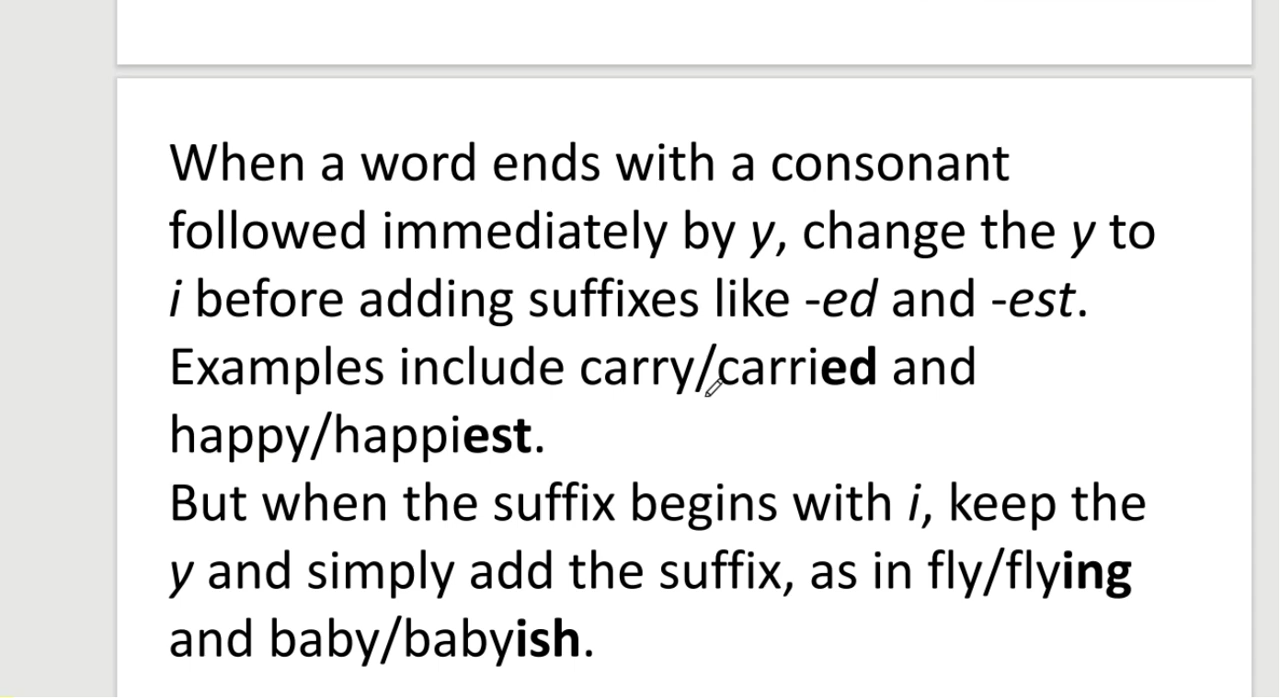 When a word ends with a consonant
followed immediately by y, change the y to
i before adding suffixes like -ed and -est.
Examples include carry/carried and
happy/happiest.
But when the suffix begins with i, keep the
y and simply add the suffix, as in fly/flying
and baby/babyish.